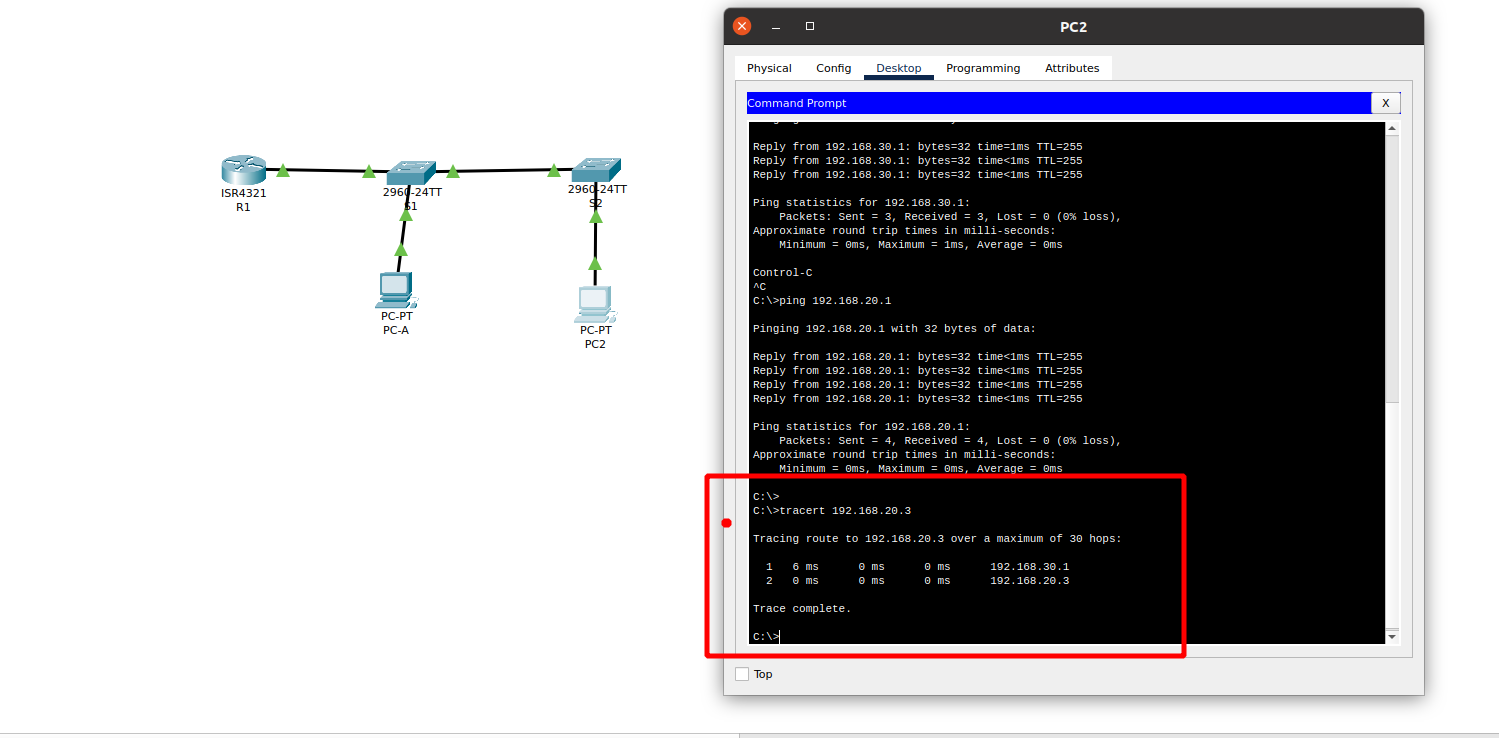 PC2
Physical Config Desktop Programming Attributes
Command Prompt
X
Reply from 192.168.30.1: bytes=32 time=1ms TTL=255
Reply from 192.168.30.1: bytes=32 time<1ms TTL=255
Reply from 192.168.30.1: bytes=32 time<1ms TTL=255
Ping statistics for 192.168.30.1:
Packets: Sent = 3, Received = 3, Lost = 0 (0% loss),
Approximate round trip times in milli-seconds:
Minimum = 0ms, Maximum = 1ms, Average = 0ms
Control-C
^C
C:\>ping 192.168.20.1
Pinging 192.168.20.1 with 32 bytes of data:
Reply from 192.168.20.1: bytes=32 time<1ms TTL=255
Reply from 192.168.20.1: bytes=32 time<1ms TTL=255
Reply from 192.168.20.1: bytes=32 time<1ms TTL=255
Reply from 192.168.20.1: bytes=32 time<1ms TTL=255
Ping statistics for 192.168.20.1:
Packets: Sent = 4, Received = 4, Lost = 0 (0% loss),
Approximate round trip times in milli-seconds:
Minimum = 0ms, Maximum = 0ms, Average = 0ms
C:\>
C:\>tracert 192.168.20.3
Tracing route to 192.168.20.3 over a maximum of 30 hops:
1 6 ms 0 ms 0 ms 192.168.30.1
2 0 ms 0 ms 0 ms 192.168.20.3
Trace complete.
C:\>
Top
ISR4321
R1
2960-24TT
S1
2960-24TT
S2
PC-PT
PC-A
PC-PT
PC2